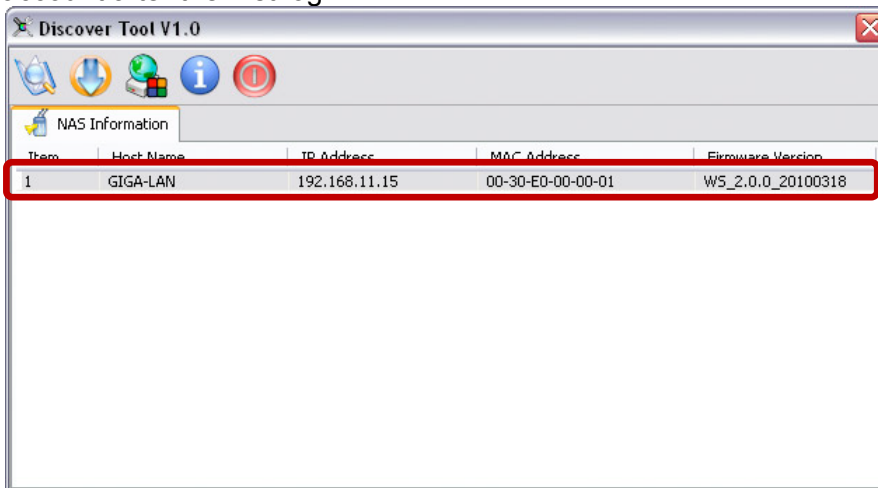 Discover Tool V1.0
NAS Information
Item Host Name IP Address MAC Address Firmware Version
1 GIGA-LAN 192.168.11.15 00-30-E0-00-00-01 WS_2.0.0_20100318